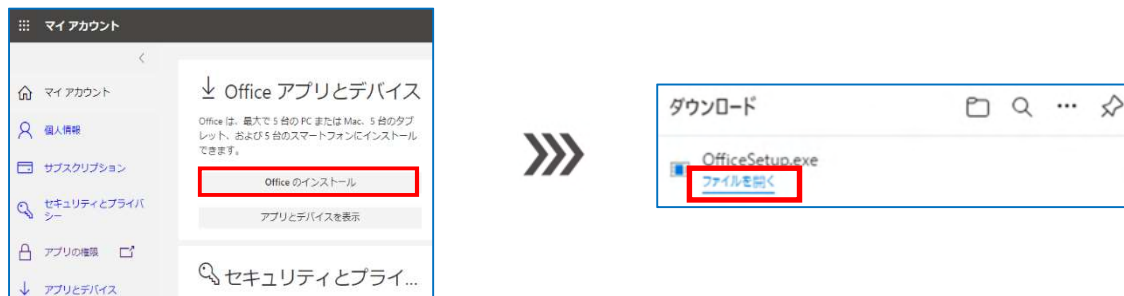 マイ アカウント
マイ アカウント
個人情報
サブスクリプション
セキュリティとプライバ
シー
アプリの権限
アプリとデバイス
Office アプリとデバイス
Office は、最大で 5 台の PC または Mac、5 台のタブ
レット、および 5 台のスマートフォンにインストール
できます。
Office のインストール
アプリとデバイスを表示
セキュリティとプライ...
ダウンロード
OfficeSetup.exe
ファイルを開く